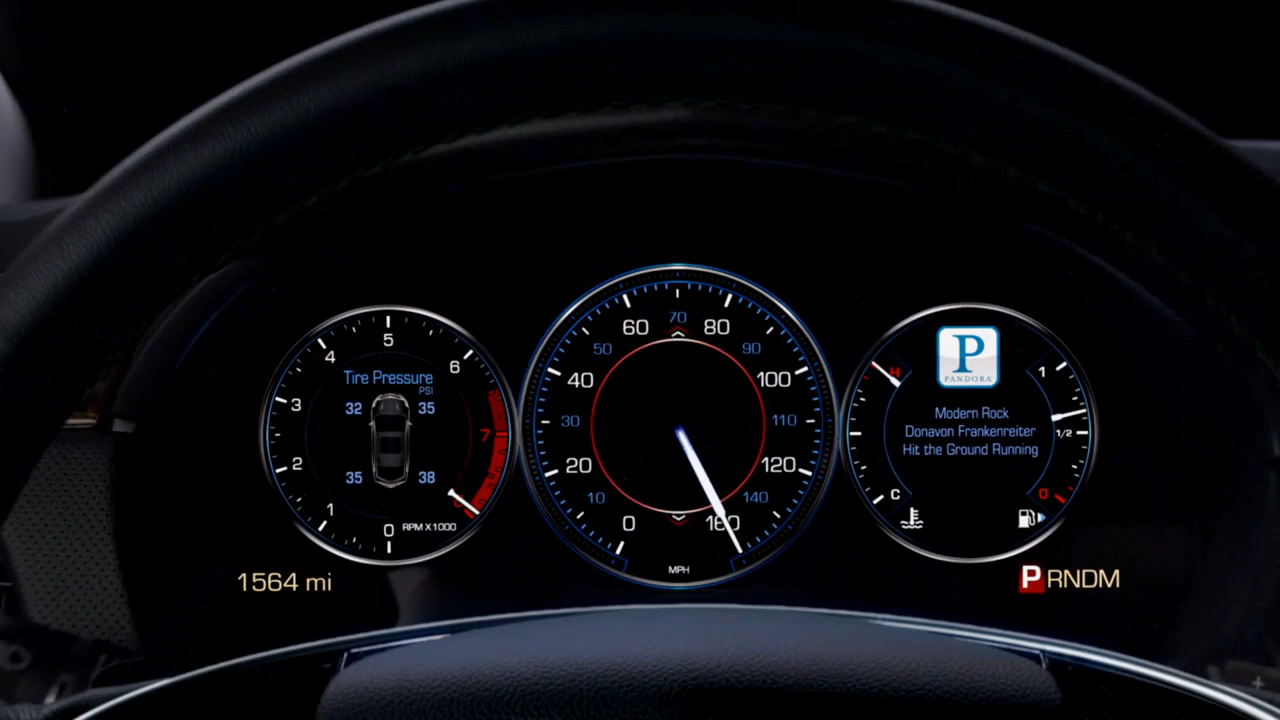 5
4
6
3
7
2
1
0
RPM X 1000
Tire Pressure
PSI
32 35
35 38
70
60 80
50 90
40 100
30 110
20 120
10 140
0 160
MPH
PANDORA
H 1
Modern Rock
Donavon Frankenreiter
Hit the Ground Running
1/2
C 0
1564 mi
P RNDM